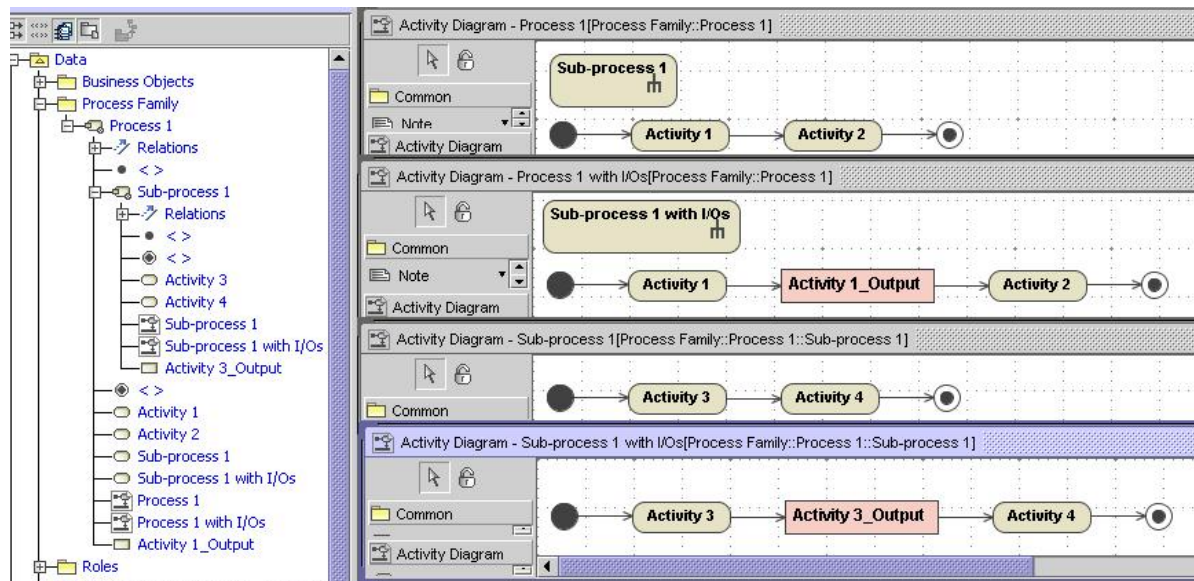 Data
Business Objects
Process Family
Process 1
Relations
< >
Sub-process 1
Relations
< >
< >
Activity 3
Activity 4
Sub-process 1
Sub-process 1 with I/Os
Activity 3_Output
< >
Activity 1
Activity 2
Sub-process 1
Sub-process 1 with I/Os
Process 1
Process 1 with I/Os
Activity 1_Output
Roles
Activity Diagram - Process 1[Process Family::Process 1]
Common
Note
Activity Diagram
Sub-process 1
Activity 1
Activity 2
Activity Diagram - Process 1 with I/Os[Process Family::Process 1]
Common
Note
Activity Diagram
Sub-process 1 with I/Os
Activity 1
Activity 1_Output
Activity 2
Activity Diagram - Sub-process 1[Process Family::Process 1::Sub-process 1]
Common
Activity 3
Activity 4
Activity Diagram - Sub-process 1 with I/Os[Process Family::Process 1::Sub-process 1]
Common
Activity Diagram
Activity 3
Activity 3_Output
Activity 4